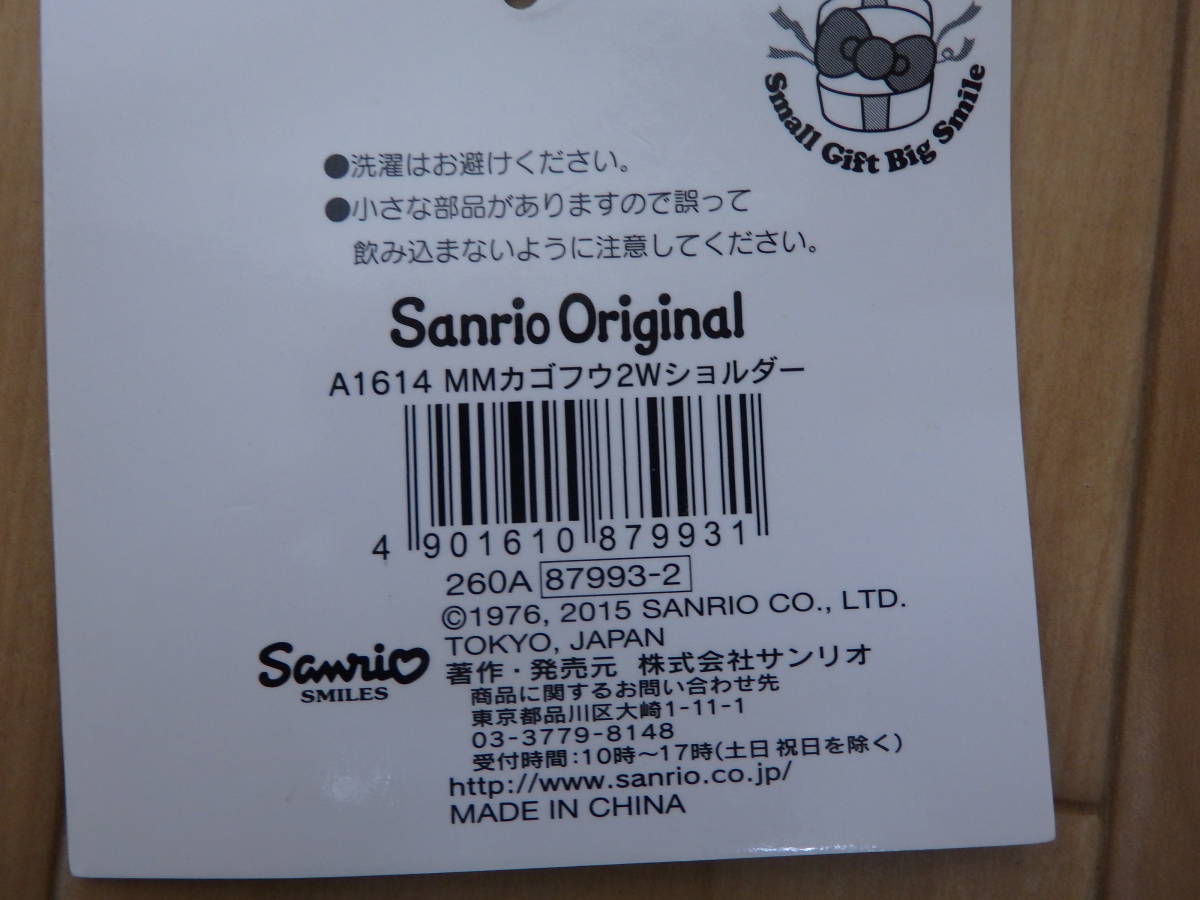 Small Gift Big Smile
●洗濯はお避けください。
●小さな部品がありますので誤って
飲み込まないように注意してください。
Sanrio Original
A1614 MMカゴフウ2Wショルダー
4 901610 879931
260A 87993-2
©1976, 2015 SANRIO CO., LTD.
TOKYO, JAPAN
Sanrio
SMILES
著作・発売元 株式会社サンリオ
商品に関するお問い合わせ先
東京都品川区大崎1-11-1
03-3779-8148
受付時間:10時～17時(土日 祝日を除く)
http://www.sanrio.co.jp/
MADE IN CHINA